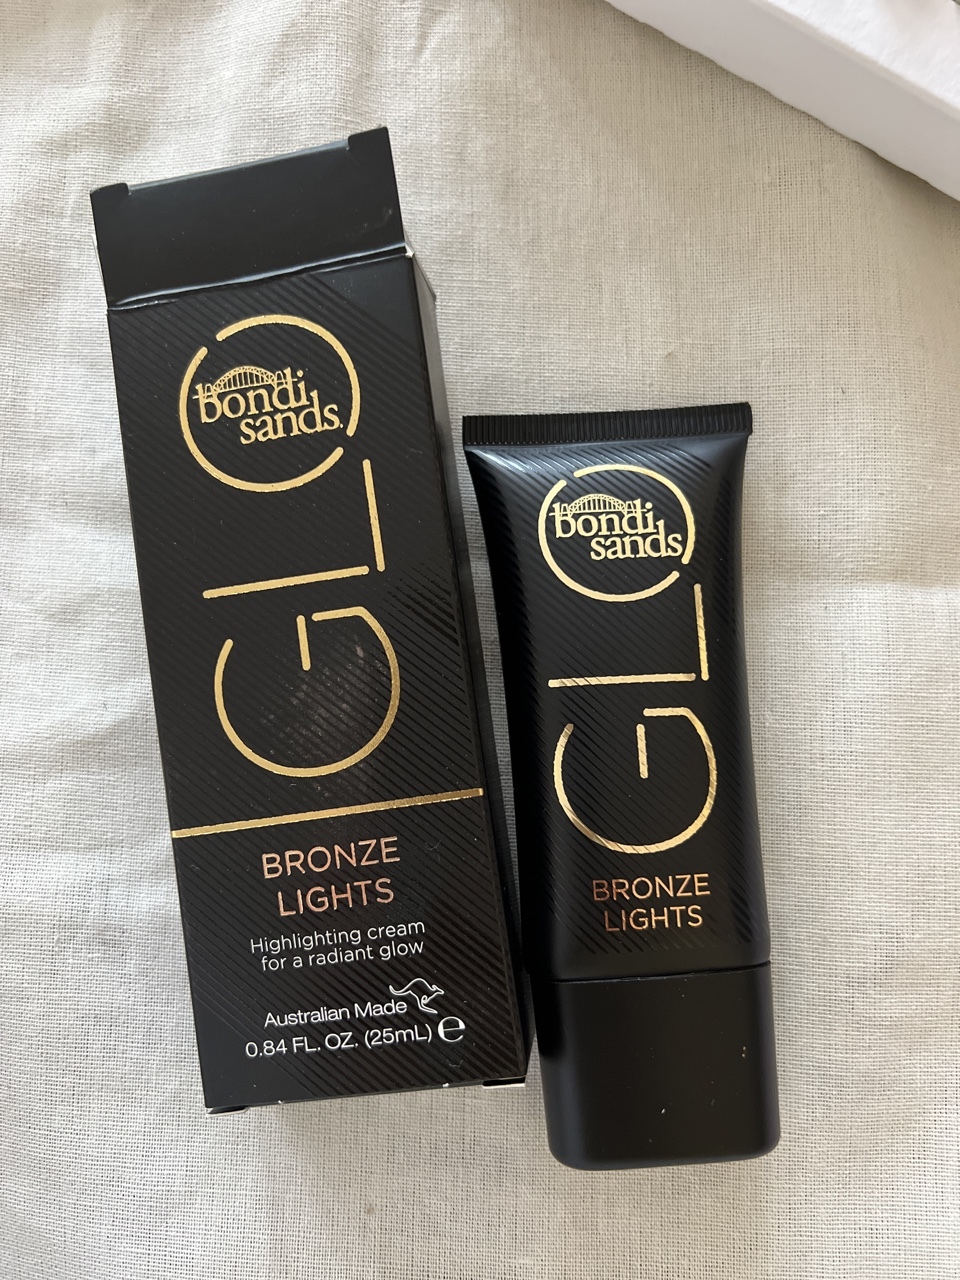 bondi
sands.
GLO
BRONZE
LIGHTS
Highlighting cream
for a radiant glow
Australian Made
0.84 FL. OZ. (25mL) ℮
bondi
sands
GLO
BRONZE
LIGHTS